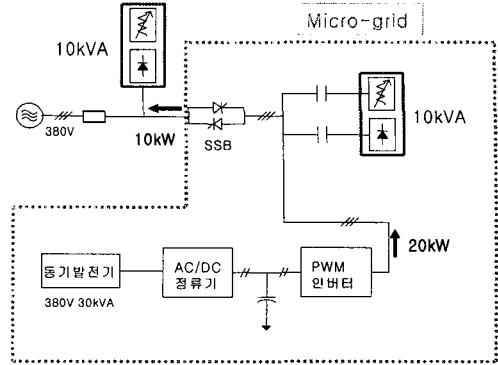 Micro-grid
10kVA
10kVA
380V
10kW
SSB
20kW
동기발전기
AC/DC
정류기
PWM
인버터
380V 30kVA